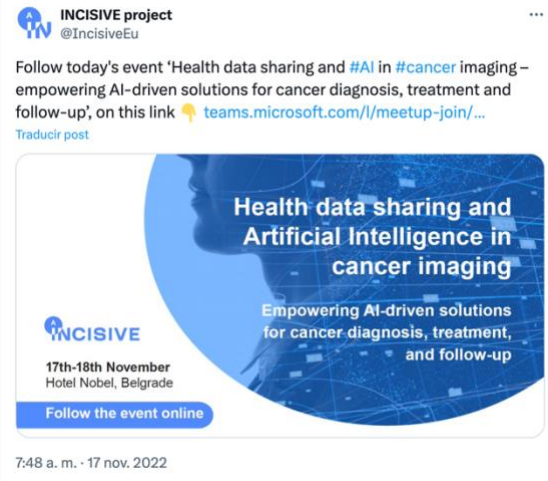 INCISIVE project
@IncisiveEu
Follow today's event ‘Health data sharing and #AI in #cancer imaging –
empowering AI-driven solutions for cancer diagnosis, treatment and
follow-up’, on this link 👇 teams.microsoft.com/l/meetup-join/...
Traducir post
Health data sharing and
Artificial Intelligence in
cancer imaging
Empowering AI-driven solutions
for cancer diagnosis, treatment,
and follow-up
INCISIVE
17th-18th November
Hotel Nobel, Belgrade
Follow the event online
7:48 a. m. · 17 nov. 2022